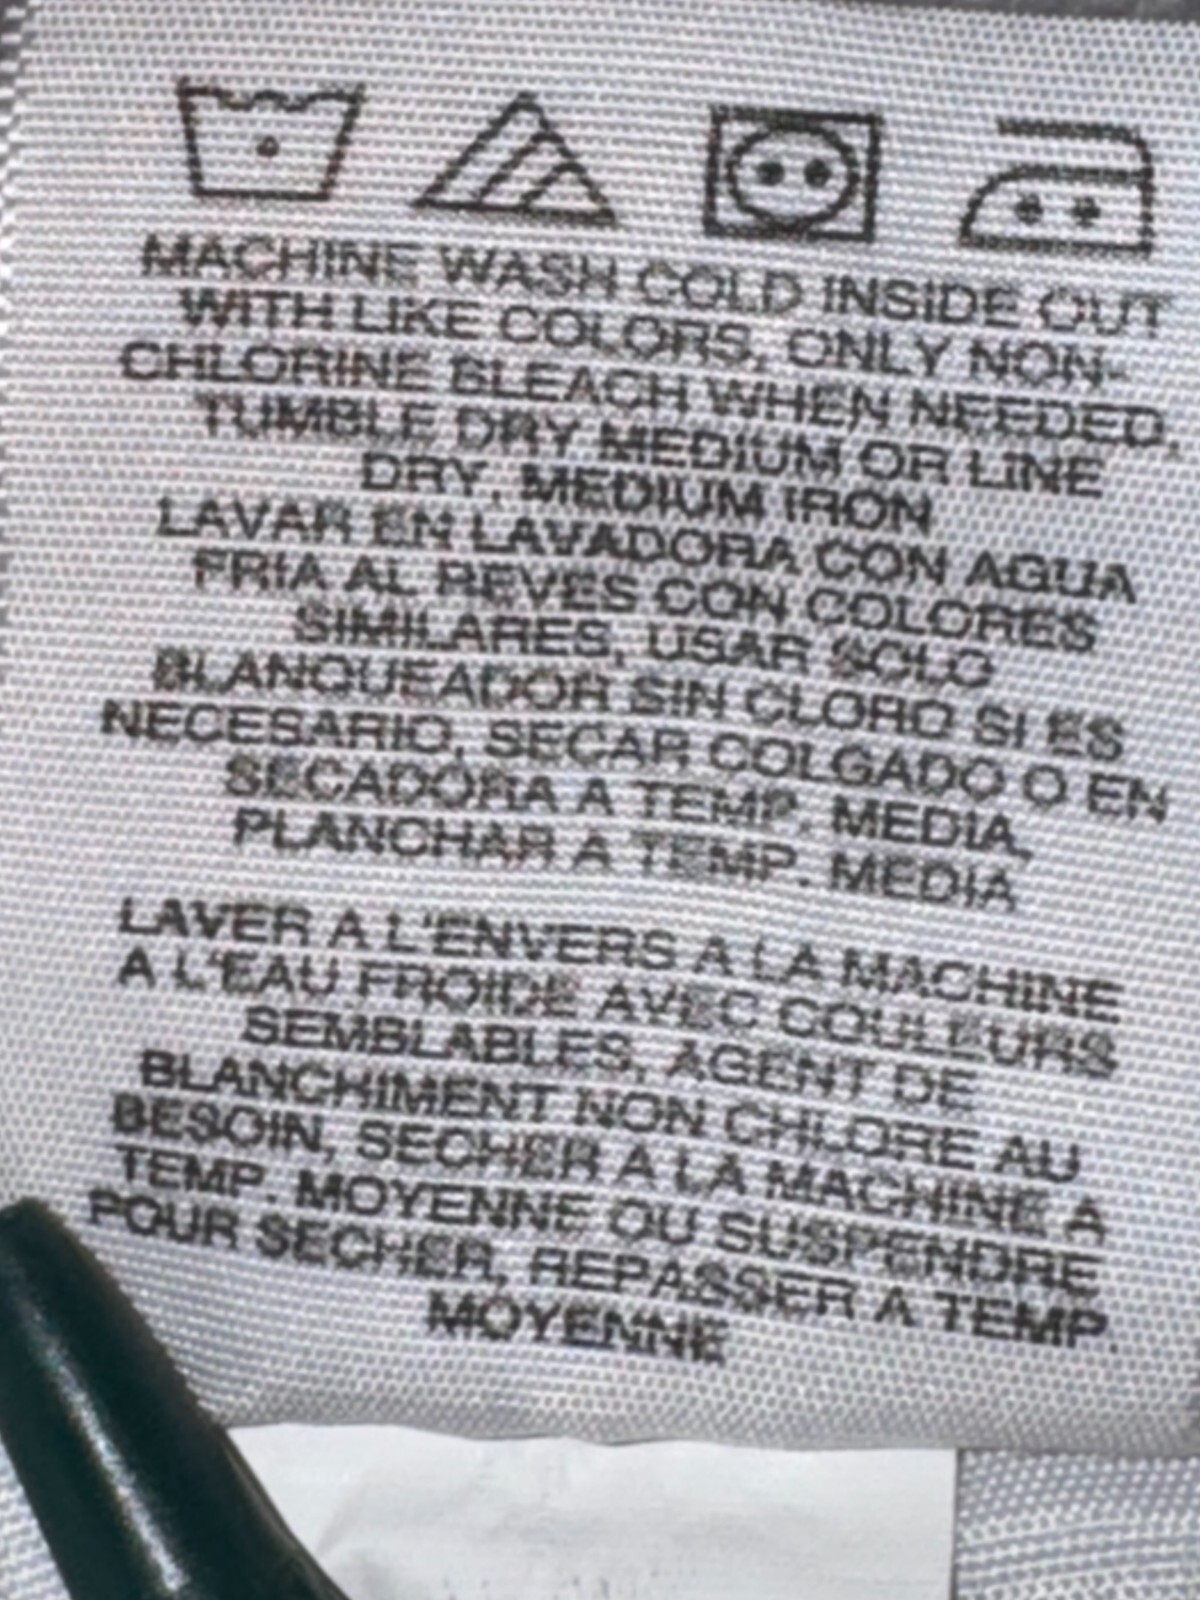 MACHINE WASH COLD INSIDE OUT
WITH LIKE COLORS, ONLY NON-
CHLORINE BLEACH WHEN NEEDED,
TUMBLE DRY MEDIUM OR LINE
DRY, MEDIUM IRON
LAVAR EN LAVADORA CON AGUA
FRIA AL REVES CON COLORES
SIMILARES, USAR SOLO
BLANQUEADOR SIN CLORO SI ES
NECESARIO, SECAR COLGADO O EN
SECADORA A TEMP. MEDIA,
PLANCHAR A TEMP. MEDIA
LAVER A L'ENVERS A LA MACHINE
A L'EAU FROIDE AVEC COULEURS
SEMBLABLES, AGENT DE
BLANCHIMENT NON CHLORE AU
BESOIN, SECHER A LA MACHINE A
TEMP. MOYENNE OU SUSPENDRE
POUR SECHER, REPASSER A TEMP.
MOYENNE